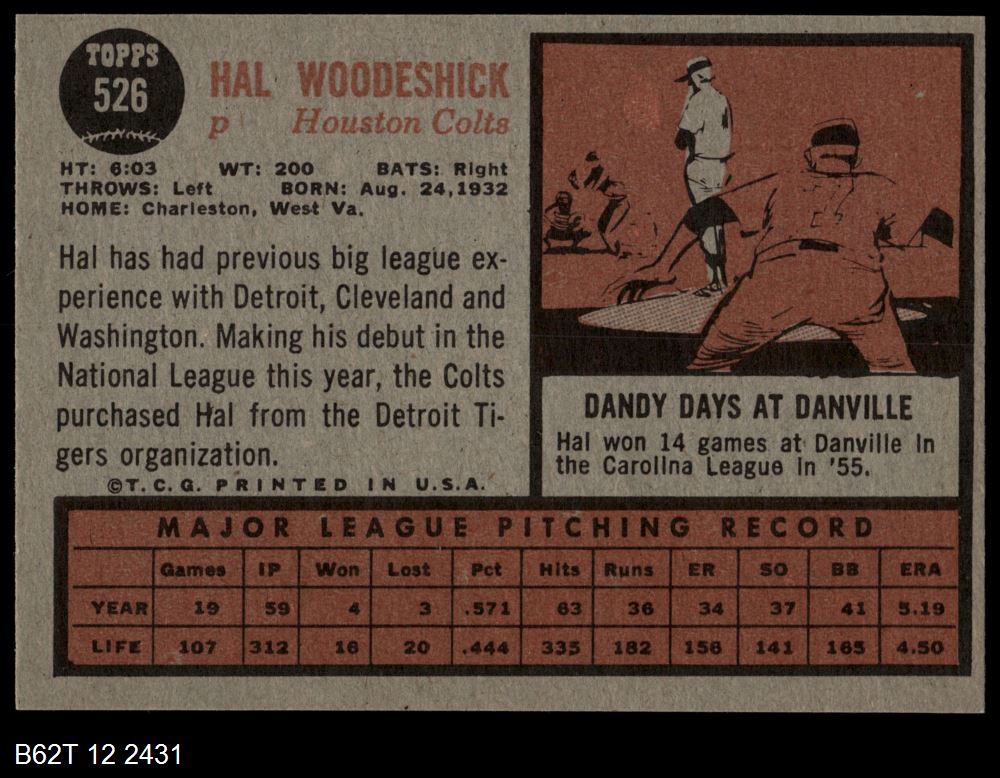 TOPPS
526
HAL WOODESHICK
p Houston Colts
HT: 6:03 WT: 200 BATS: Right
THROWS: Left BORN: Aug. 24, 1932
HOME: Charleston, West Va.
Hal has had previous big league ex-
perience with Detroit, Cleveland and
Washington. Making his debut in the
National League this year, the Colts
purchased Hal from the Detroit Ti-
gers organization.
©T. C. G. PRINTED IN U.S.A.
DANDY DAYS AT DANVILLE
Hal won 14 games at Danville in
the Carolina League in '55.
MAJOR LEAGUE PITCHING RECORD
Games IP Won Lost Pct Hits Runs ER SO BB ERA
YEAR 19 59 4 3 .571 63 36 34 37 41 5.19
LIFE 107 312 16 20 .444 335 182 156 141 165 4.50
B62T 12 2431